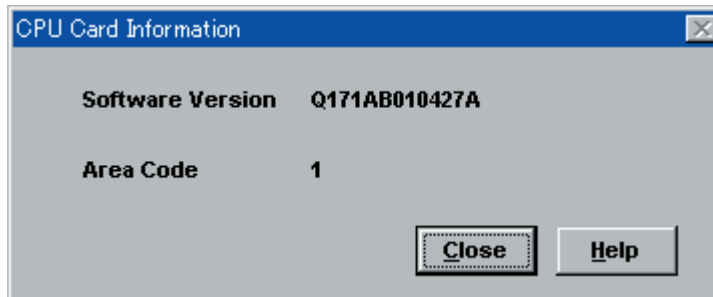 CPU Card Information
Software Version Q171AB010427A
Area Code 1
Close Help